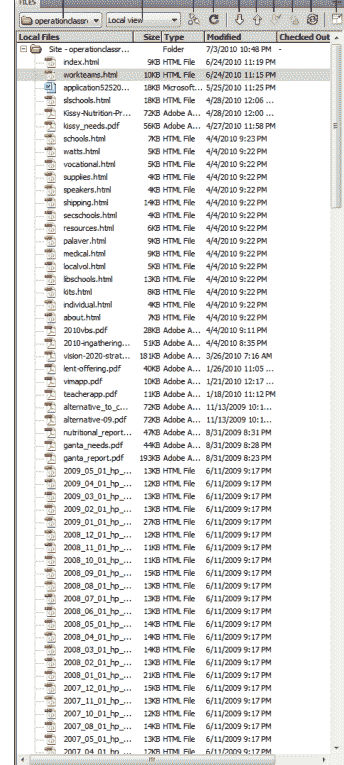 FILES
operationclassn Local view
Local Files Size Type Modified Checked Out
Site - operationclassr... Folder 7/3/2010 10:48 PM -
index.html 9KB HTML File 6/24/2010 11:19 PM
workteams.html 10KB HTML File 6/24/2010 11:15 PM
application52520... 18KB Microsoft... 5/25/2010 11:25 PM
slschools.html 18KB HTML File 4/28/2010 12:06 ...
Kissy-Nutrition-Pr... 72KB Adobe A... 4/28/2010 12:00 ...
kissy_needs.pdf 56KB Adobe A... 4/27/2010 11:58 PM
schools.html 7KB HTML File 4/4/2010 9:23 PM
watts.html 5KB HTML File 4/4/2010 9:22 PM
vocational.html 5KB HTML File 4/4/2010 9:22 PM
supplies.html 4KB HTML File 4/4/2010 9:22 PM
speakers.html 4KB HTML File 4/4/2010 9:22 PM
shipping.html 14KB HTML File 4/4/2010 9:22 PM
secschools.html 4KB HTML File 4/4/2010 9:22 PM
resources.html 6KB HTML File 4/4/2010 9:22 PM
palaver.html 9KB HTML File 4/4/2010 9:22 PM
medical.html 9KB HTML File 4/4/2010 9:22 PM
localvol.html 5KB HTML File 4/4/2010 9:22 PM
lbschools.html 13KB HTML File 4/4/2010 9:22 PM
kits.html 8KB HTML File 4/4/2010 9:22 PM
individual.html 4KB HTML File 4/4/2010 9:22 PM
about.html 7KB HTML File 4/4/2010 9:22 PM
2010vbs.pdf 28KB Adobe A... 4/4/2010 9:11 PM
2010-ingathering... 51KB Adobe A... 4/4/2010 8:35 PM
vision-2020-strat... 181KB Adobe A... 3/26/2010 7:16 AM
lent-offering.pdf 40KB Adobe A... 1/26/2010 11:05 ...
vimapp.pdf 10KB Adobe A... 1/21/2010 12:17 ...
teacherapp.pdf 11KB Adobe A... 1/18/2010 11:12 PM
alternative_to_c... 72KB Adobe A... 11/13/2009 10:1...
alternative-09.pdf 72KB Adobe A... 11/13/2009 10:1...
nutritional_report... 47KB Adobe A... 8/31/2009 8:31 PM
ganta_needs.pdf 44KB Adobe A... 8/31/2009 8:28 PM
ganta_report.pdf 193KB Adobe A... 8/31/2009 8:23 PM
2009_05_01_hp_... 13KB HTML File 6/11/2009 9:17 PM
2009_04_01_hp_... 12KB HTML File 6/11/2009 9:17 PM
2009_03_01_hp_... 13KB HTML File 6/11/2009 9:17 PM
2009_02_01_hp_... 13KB HTML File 6/11/2009 9:17 PM
2009_01_01_hp_... 27KB HTML File 6/11/2009 9:17 PM
2008_12_01_hp_... 12KB HTML File 6/11/2009 9:17 PM
2008_11_01_hp_... 11KB HTML File 6/11/2009 9:17 PM
2008_10_01_hp_... 11KB HTML File 6/11/2009 9:17 PM
2008_09_01_hp_... 15KB HTML File 6/11/2009 9:17 PM
2008_08_01_hp_... 13KB HTML File 6/11/2009 9:17 PM
2008_07_01_hp_... 13KB HTML File 6/11/2009 9:17 PM
2008_06_01_hp_... 13KB HTML File 6/11/2009 9:17 PM
2008_05_01_hp_... 14KB HTML File 6/11/2009 9:17 PM
2008_04_01_hp_... 14KB HTML File 6/11/2009 9:17 PM
2008_03_01_hp_... 14KB HTML File 6/11/2009 9:17 PM
2008_02_01_hp_... 13KB HTML File 6/11/2009 9:17 PM
2008_01_01_hp_... 21KB HTML File 6/11/2009 9:17 PM
2007_12_01_hp_... 15KB HTML File 6/11/2009 9:17 PM
2007_11_01_hp_... 13KB HTML File 6/11/2009 9:17 PM
2007_10_01_hp_... 12KB HTML File 6/11/2009 9:17 PM
2007_08_01_hp_... 14KB HTML File 6/11/2009 9:17 PM
2007_05_01_hp_... 13KB HTML File 6/11/2009 9:17 PM
2007_04_01_hp_... 12KB HTML File 6/11/2009 9:17 PM